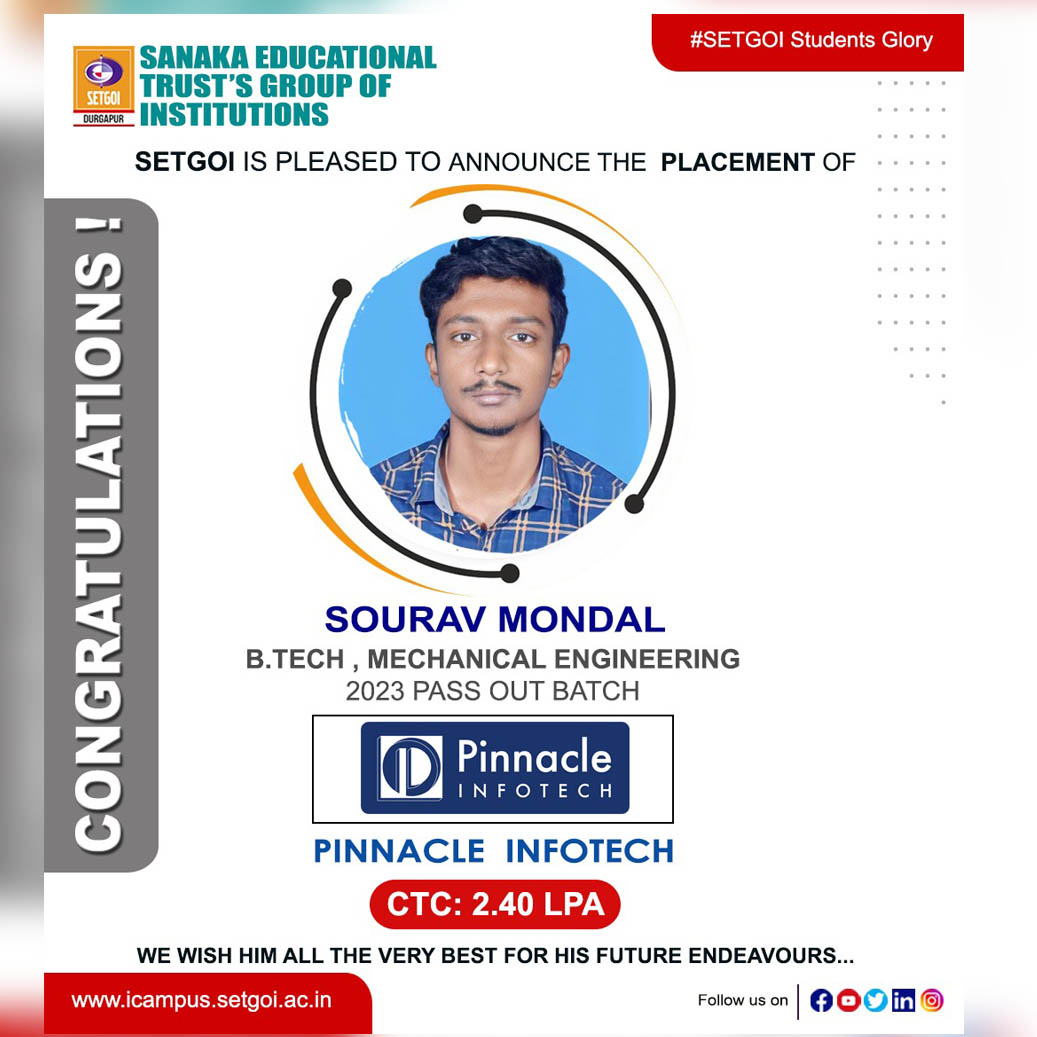 SANAKA EDUCATIONAL
TRUST'S GROUP OF
INSTITUTIONS
SETGOI
DURGAPUR
#SETGOI Students Glory
SETGOI IS PLEASED TO ANNOUNCE THE PLACEMENT OF
CONGRATULATIONS !
SOURAV MONDAL
B.TECH , MECHANICAL ENGINEERING
2023 PASS OUT BATCH
Pinnacle
INFOTECH
PINNACLE INFOTECH
CTC: 2.40 LPA
WE WISH HIM ALL THE VERY BEST FOR HIS FUTURE ENDEAVOURS...
www.icampus.setgoi.ac.in
Follow us on